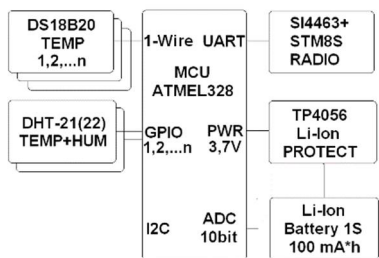 DS18B20
TEMP
1,2,...n
1-Wire UART
MCU
ATMEL328
SI4463+
STM8S
RADIO
DHT-21(22)
TEMP+HUM
GPIO PWR
1,2,...n 3,7V
TP4056
Li-Ion
PROTECT
I2C ADC
10bit
Li-Ion
Battery 1S
100 mA*h